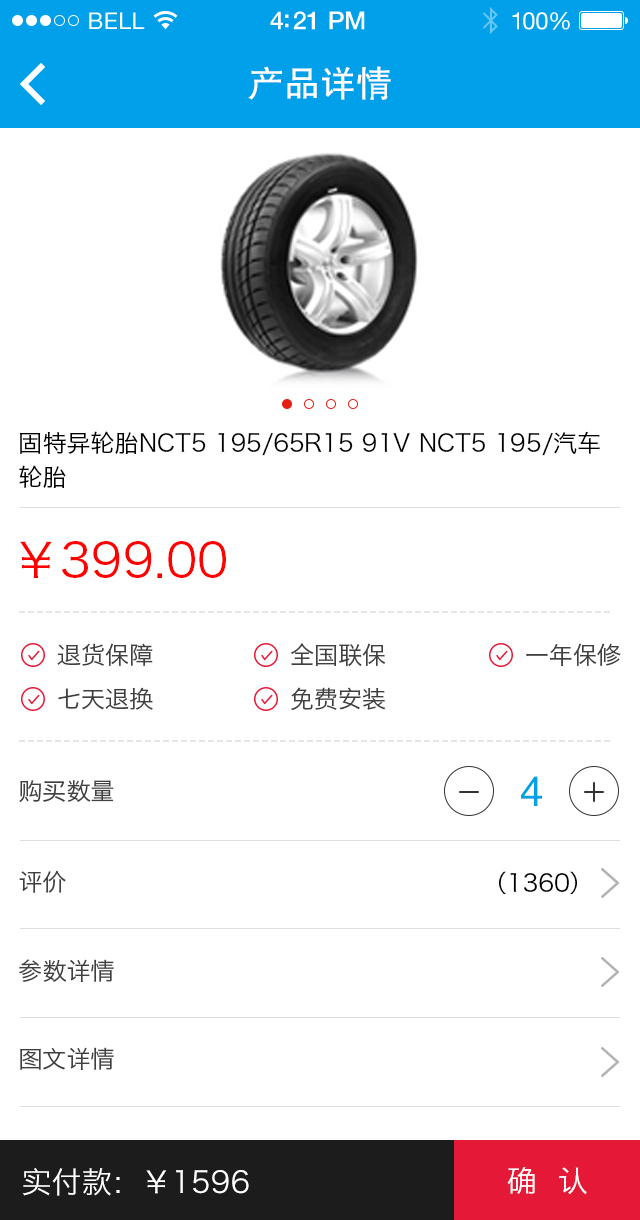 BELL 4:21 PM 100%
产品详情
固特异轮胎NCT5 195/65R15 91V NCT5 195/汽车
轮胎
￥399.00
退货保障 全国联保 一年保修
七天退换 免费安装
购买数量 4
评价 （1360）
参数详情
图文详情
实付款：￥1596 确 认